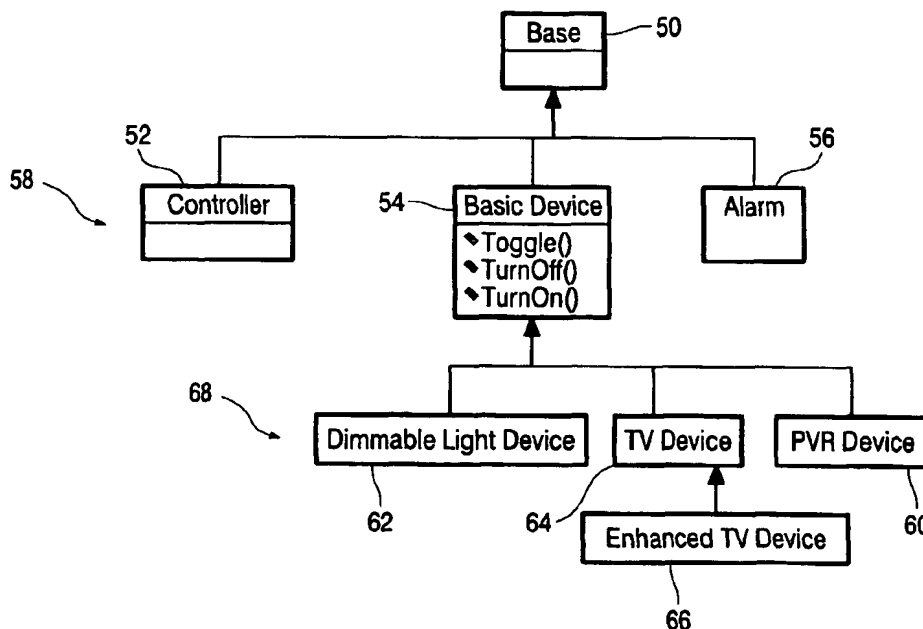 Base
50
52
58
Controller
54
Basic Device
Toggle()
TurnOff()
TurnOn()
56
Alarm
68
Dimmable Light Device
TV Device
PVR Device
62
64
60
Enhanced TV Device
66